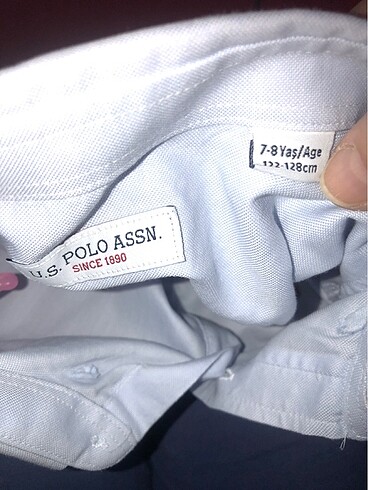 7-8 Yaş/Age
122-128cm
U.S. POLO ASSN.
SINCE 1890